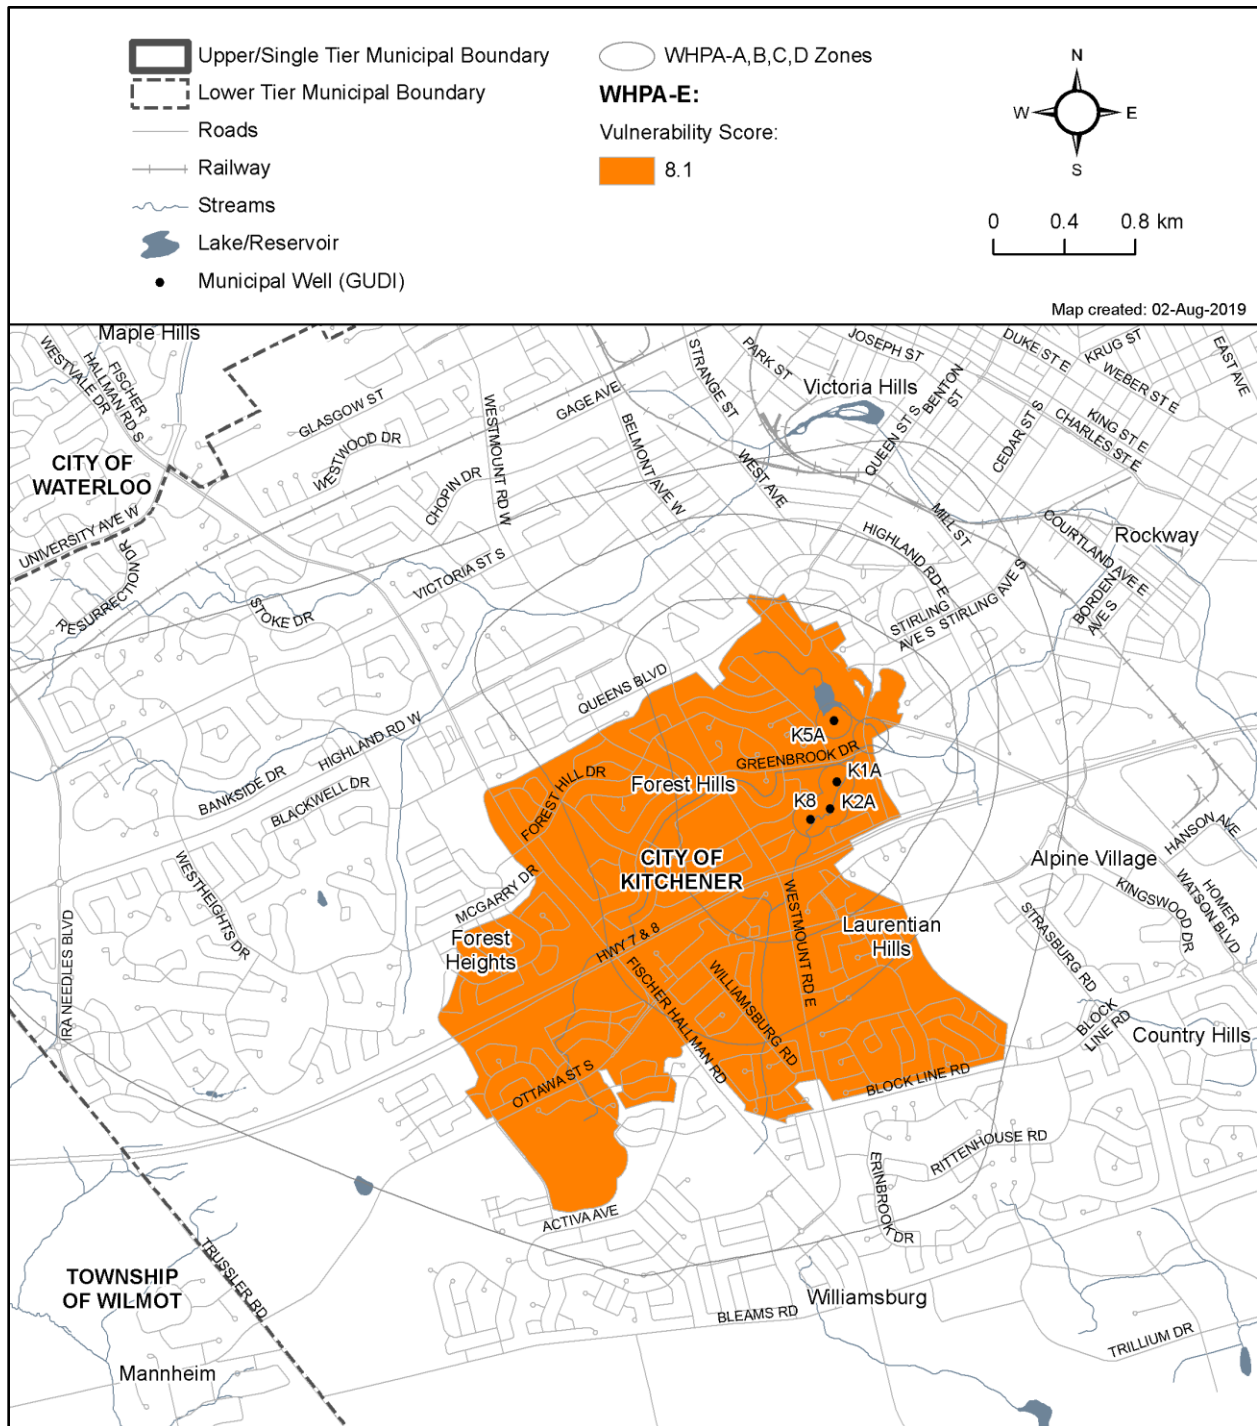 Upper/Single Tier Municipal Boundary
Lower Tier Municipal Boundary
Roads
Railway
Streams
Lake/Reservoir
Municipal Well (GUDI)
WHPA-A,B,C,D Zones
WHPA-E:
Vulnerability Score:
8.1
N
W
E
S
0 0.4 0.8 km
Map created: 02-Aug-2019
Maple Hills
WESTVALE DR
FISCHER
HALLMAN RD S
GLASGOW ST
WESTWOOD DR
CHOPIN DR
WESTMOUNT RD W
GAGE AVE
BELMONT AVE W
STRANGE ST
PARK ST
JOSEPH ST
Victoria Hills
WEST AVE
QUEEN ST S
BENTON
ST
CEDAR ST S
DUKE ST E
KRUG ST
WEBER ST E
EAST AVE
KING ST E
CHARLES ST E
CITY OF
WATERLOO
UNIVERSITY AVE W
RESURRECTION DR
STOKE DR
VICTORIA ST S
MILL ST
HIGHLAND RD E
STIRLING
AVE S
STIRLING AVE S
COURTLAND AVE E
Rockway
BORDEN
AVE S
QUEENS BLVD
HIGHLAND RD W
BANKSIDE DR
BLACKWELL DR
FOREST HILL DR
Forest Hills
K5A
GREENBROOK DR
K1A
K8
K2A
CITY OF
KITCHENER
WESTHEIGHTS DR
MCGARRY DR
Forest
Heights
HWY 7 & 8
WESTMOUNT RD E
Laurentian
Hills
Alpine Village
KINGSWOOD DR
HANSON AVE
HOMER
WATSON BLVD
STRASBURG RD
BLOCK
LINE RD
Country Hills
IRA NEEDLES BLVD
FISCHER HALLMAN RD
WILLIAMSBURG RD
OTTAWA ST S
BLOCK LINE RD
RITTENHOUSE RD
ERINBROOK DR
ACTIVA AVE
TRUSSLER RD
TOWNSHIP
OF WILMOT
Mannheim
Williamsburg
BLEAMS RD
TRILLIUM DR